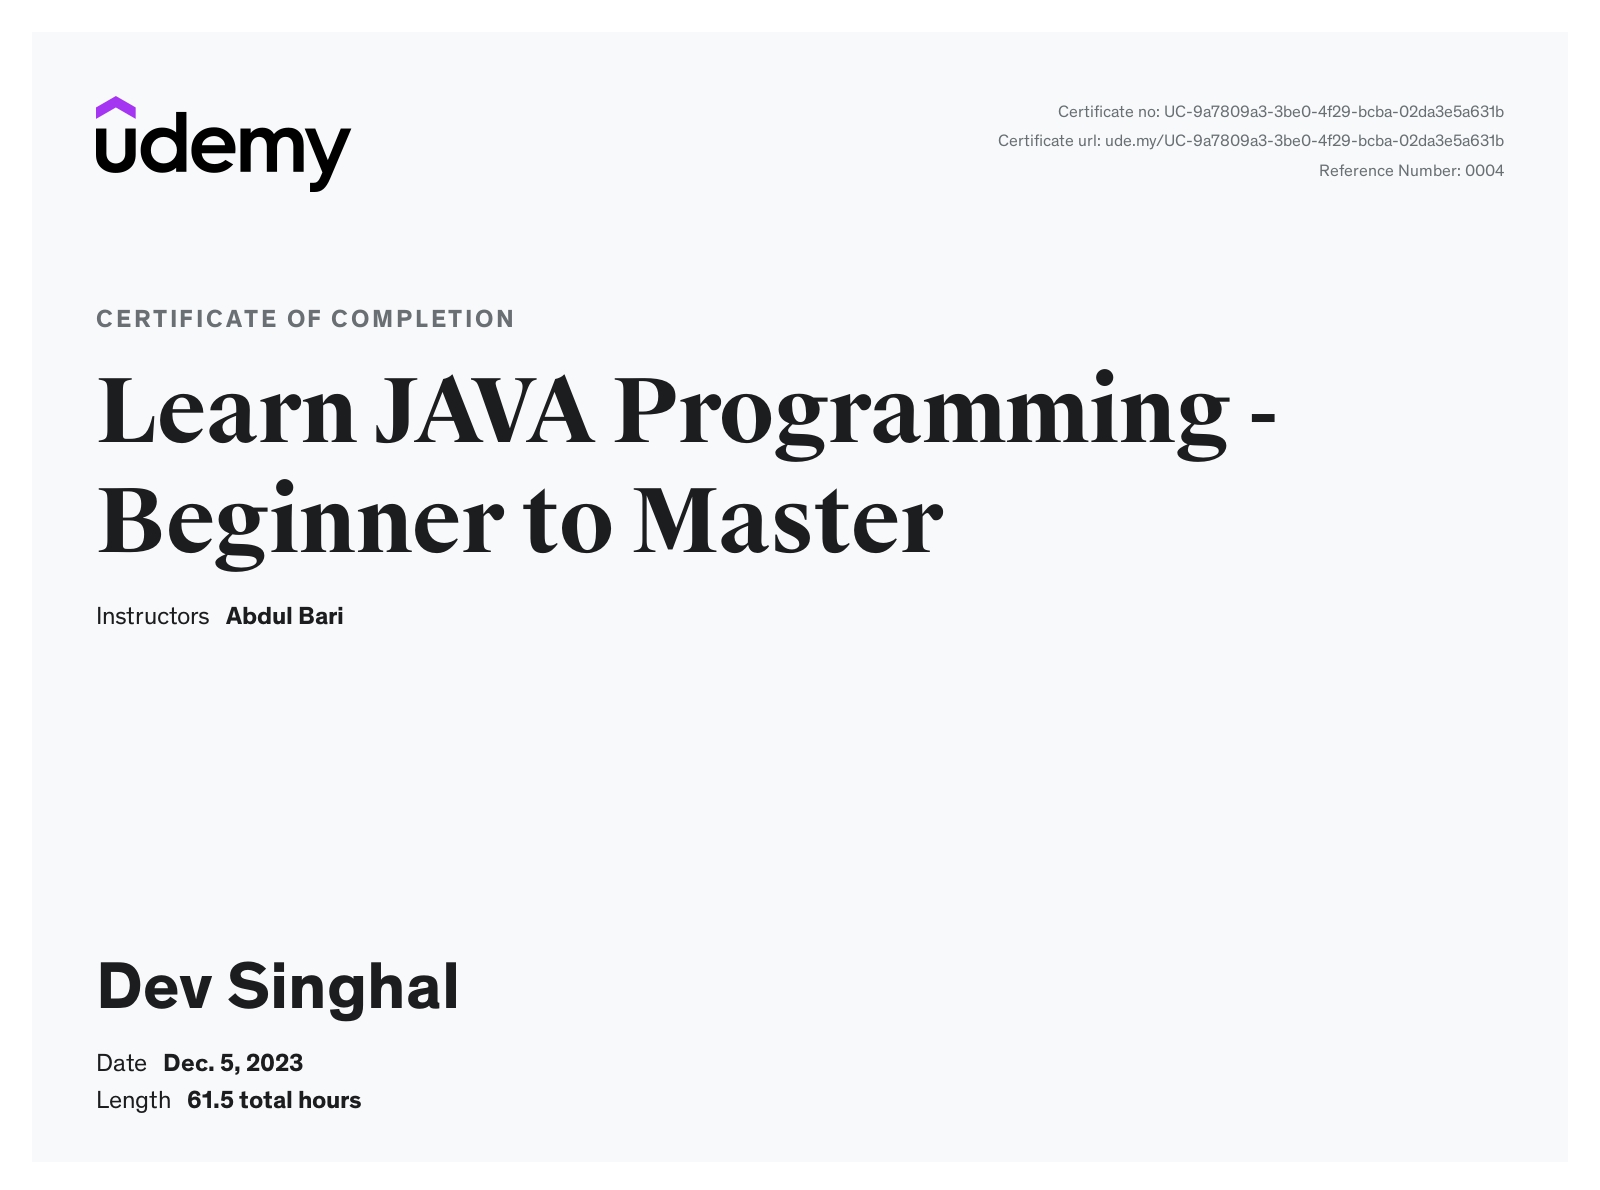 udemy
Certificate no: UC-9a7809a3-3be0-4f29-bcba-02da3e5a631b
Certificate url: ude.my/UC-9a7809a3-3be0-4f29-bcba-02da3e5a631b
Reference Number: 0004
CERTIFICATE OF COMPLETION
Learn JAVA Programming -
Beginner to Master
Instructors Abdul Bari
Dev Singhal
Date Dec. 5, 2023
Length 61.5 total hours